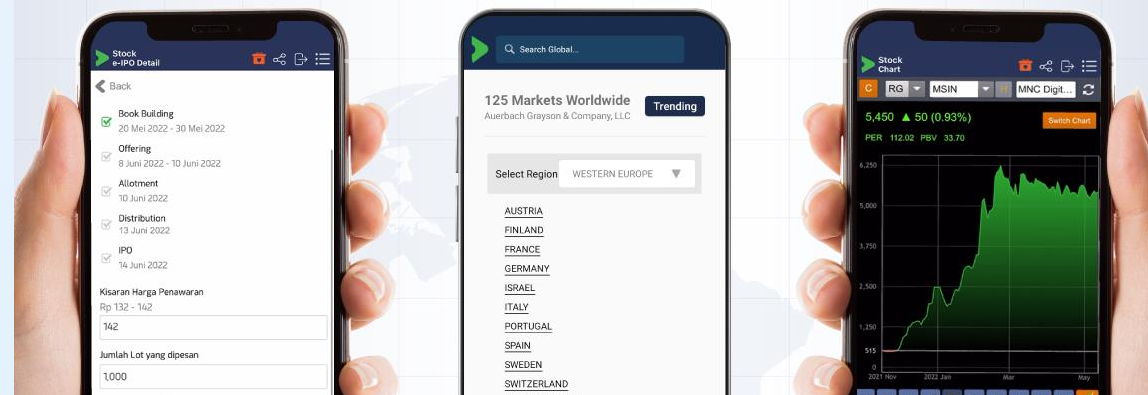 Stock
e-IPO Detail
Back
Book Building
20 Mei 2022 - 30 Mei 2022
Offering
8 Juni 2022 - 10 Juni 2022
Allotment
10 Juni 2022
Distribution
13 Juni 2022
IPO
14 Juni 2022
Kisaran Harga Penawaran
Rp 132 - 142
142
Jumlah Lot yang dipesan
1,000
Search Global...
125 Markets Worldwide
Auerbach Grayson & Company, LLC
Trending
Select Region
WESTERN EUROPE
AUSTRIA
FINLAND
FRANCE
GERMANY
ISRAEL
ITALY
PORTUGAL
SPAIN
SWEDEN
SWITZERLAND
Stock
Chart
C RG MSIN H MNC Digit...
5,450 ▲ 50 (0.93%)
Switch Chart
PER 112.02 PBV 33.70
6,250
5,000
3,750
2,500
1,250
515
0
2021 Nov 2022 Jan Mar May